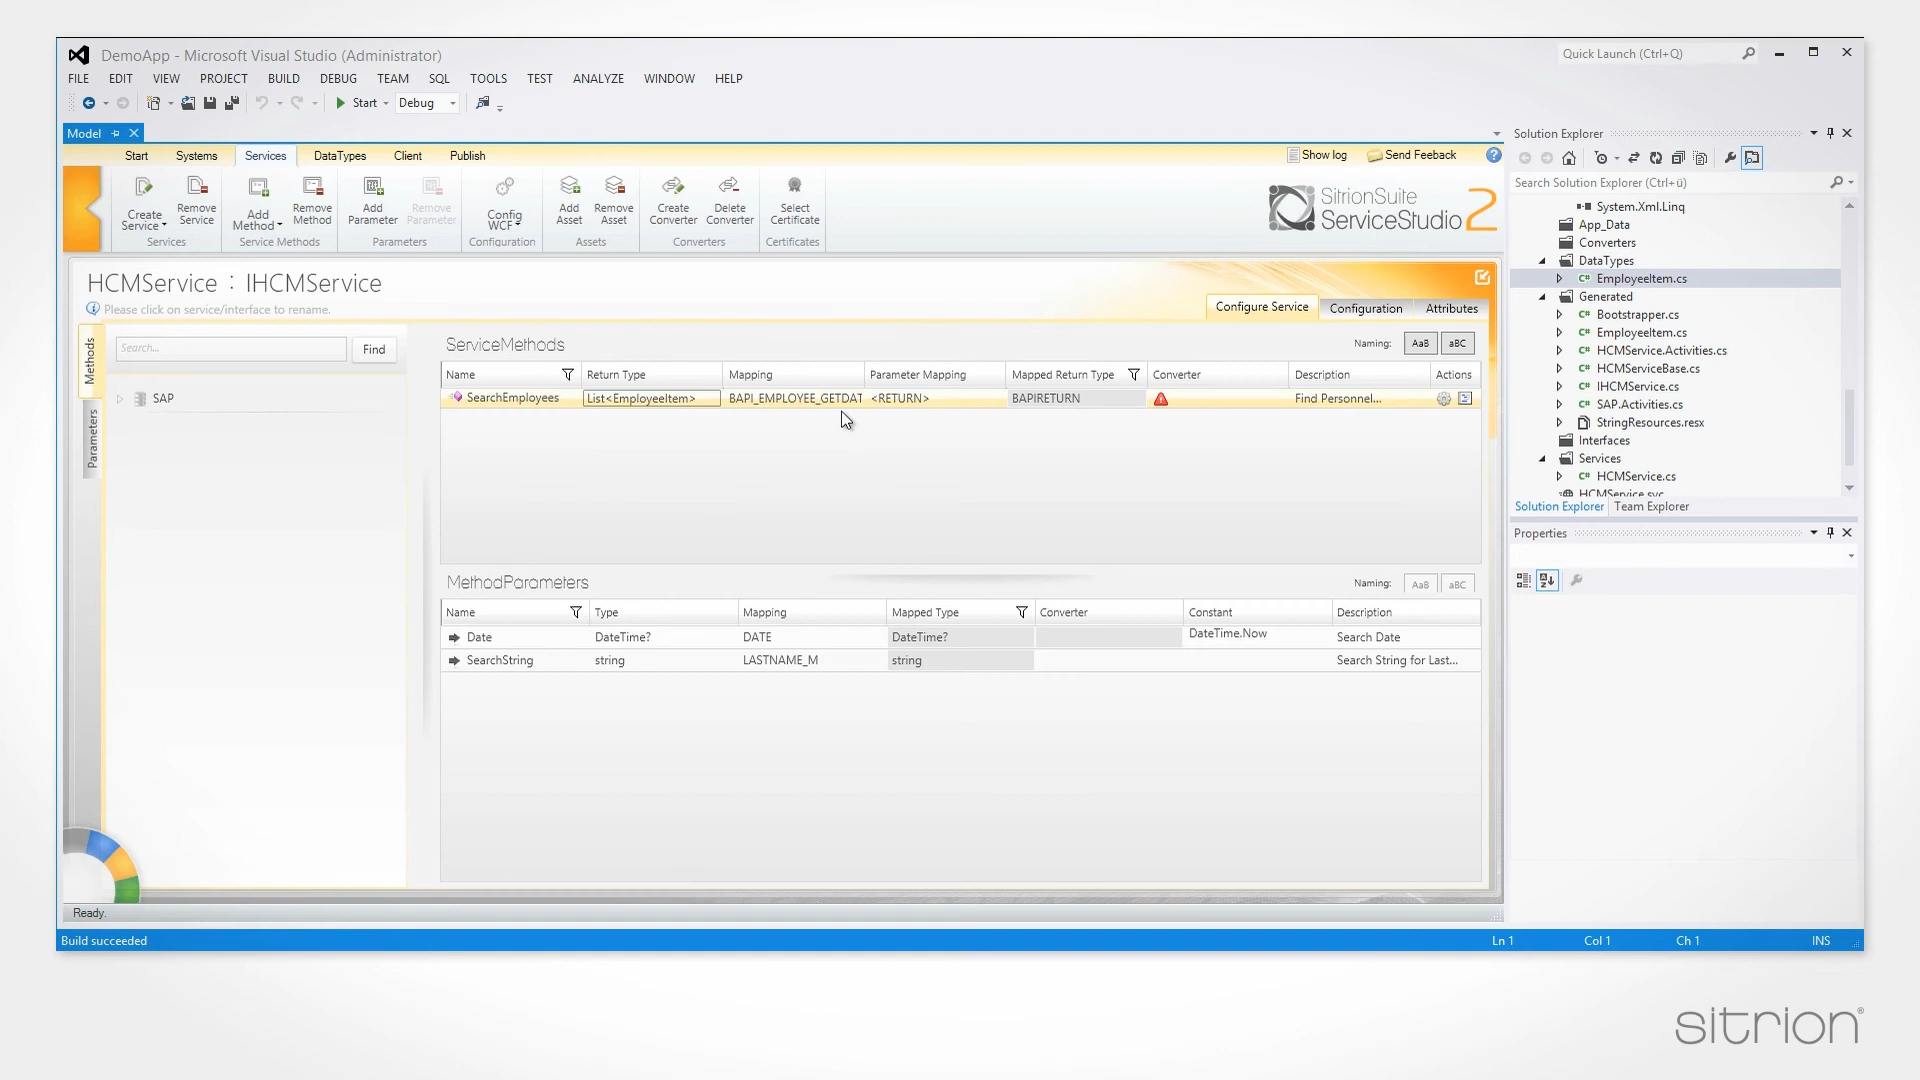 DemoApp - Microsoft Visual Studio (Administrator)
Quick Launch (Ctrl+Q)
FILE EDIT VIEW PROJECT BUILD DEBUG TEAM SQL TOOLS TEST ANALYZE WINDOW HELP
Start Debug
Model
Start Systems Services DataTypes Client Publish
Show log Send Feeback
Create Service
Remove Service
Services
Add Method
Remove Method
Service Methods
Add Parameter
Remove Parameter
Parameters
Config WCF
Configuration
Add Asset
Remove Asset
Assets
Create Converter
Delete Converter
Converters
Select Certificate
Certificates
SitrionSuite
ServiceStudio 2
HCMService : IHCMService
Please click on service/interface to rename.
Configure Service Configuration Attributes
Methods
Parameters
Search...
Find
SAP
ServiceMethods
Naming: AaB aBC
Name Return Type Mapping Parameter Mapping Mapped Return Type Converter Description Actions
SearchEmployees List<EmployeeItem> BAPI_EMPLOYEE_GETDAT <RETURN> BAPIRETURN Find Personnel...
MethodParameters
Naming: AaB aBC
Name Type Mapping Mapped Type Converter Constant Description
Date DateTime? DATE DateTime? DateTime.Now Search Date
SearchString string LASTNAME_M string Search String for Last...
Ready.
Build succeeded
Ln 1 Col 1 Ch 1 INS
Solution Explorer
Search Solution Explorer (Ctrl+ü)
System.Xml.Linq
App_Data
Converters
DataTypes
C# EmployeeItem.cs
Generated
C# Bootstrapper.cs
C# EmployeeItem.cs
C# HCMService.Activities.cs
C# HCMServiceBase.cs
C# IHCMService.cs
C# SAP.Activities.cs
StringResources.resx
Interfaces
Services
C# HCMService.cs
HCMService.svc
Solution Explorer Team Explorer
Properties
sitrion®